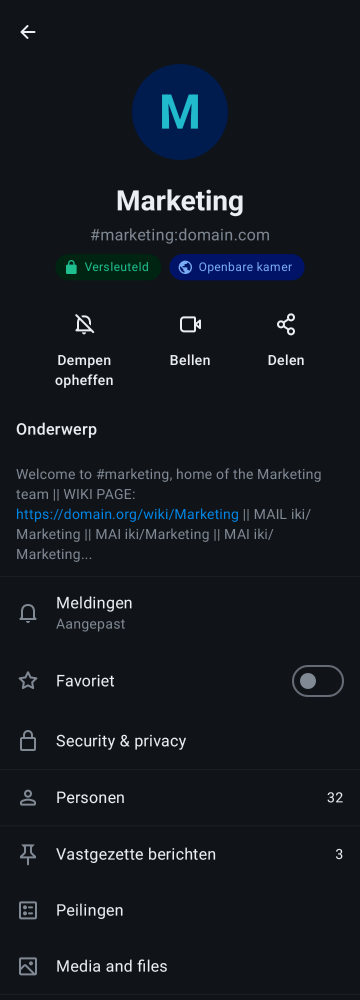 M
Marketing
#marketing:domain.com
Versleuteld
Openbare kamer
Dempen
opheffen
Bellen
Delen
Onderwerp
Welcome to #marketing, home of the Marketing
team || WIKI PAGE:
https://domain.org/wiki/Marketing || MAIL iki/
Marketing || MAI iki/Marketing || MAI iki/
Marketing...
Meldingen
Aangepast
Favoriet
Security & privacy
Personen 32
Vastgezette berichten 3
Peilingen
Media and files